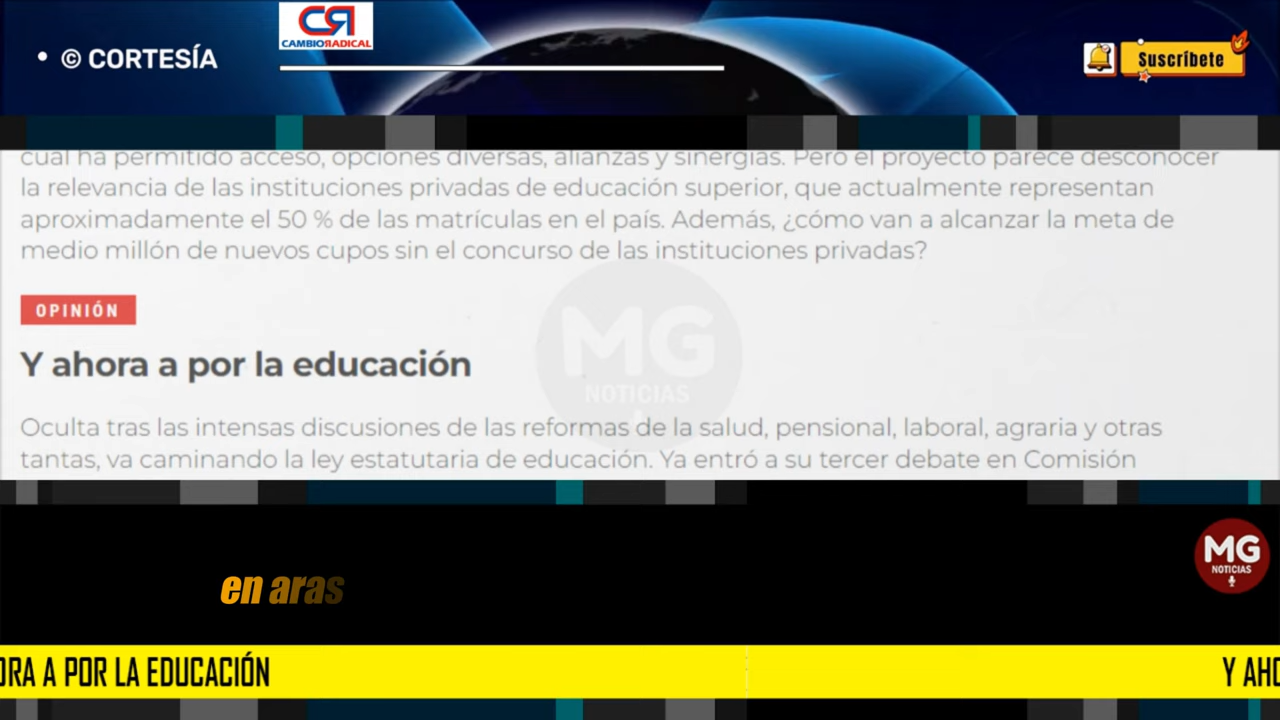 CR
CAMBIO RADICAL
• © CORTESÍA
Suscríbete
cual ha permitido acceso, opciones diversas, alianzas y sinergias. Pero el proyecto parece desconocer
la relevancia de las instituciones privadas de educación superior, que actualmente representan
aproximadamente el 50 % de las matrículas en el país. Además, ¿cómo van a alcanzar la meta de
medio millón de nuevos cupos sin el concurso de las instituciones privadas?
OPINIÓN
Y ahora a por la educación
MG
NOTICIAS
Oculta tras las intensas discusiones de las reformas de la salud, pensional, laboral, agraria y otras
tantas, va caminando la ley estatutaria de educación. Ya entró a su tercer debate en Comisión
MG
NOTICIAS
en aras
ORA A POR LA EDUCACIÓN
Y AHO